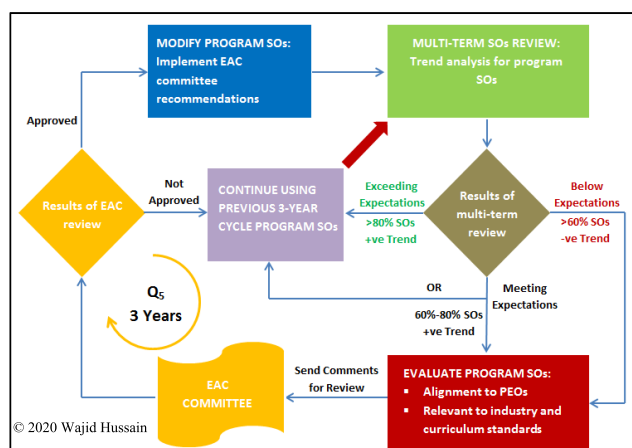 MODIFY PROGRAM SOs:
Implement EAC
committee
recommendations
MULTI-TERM SOs REVIEW:
Trend analysis for program
SOs
Approved
Results of EAC
review
Not
Approved
CONTINUE USING
PREVIOUS 3-YEAR
CYCLE PROGRAM SOs
Exceeding
Expectations
>80% SOs
+ve Trend
Results of
multi-term
review
Below
Expectations
>60% SOs
-ve Trend
Q5
3 Years
OR
Meeting
Expectations
60%-80% SOs
+ve Trend
EAC
COMMITTEE
Send Comments
for Review
EVALUATE PROGRAM SOs:
▪ Alignment to PEOs
▪ Relevant to industry and
curriculum standards
© 2020 Wajid Hussain